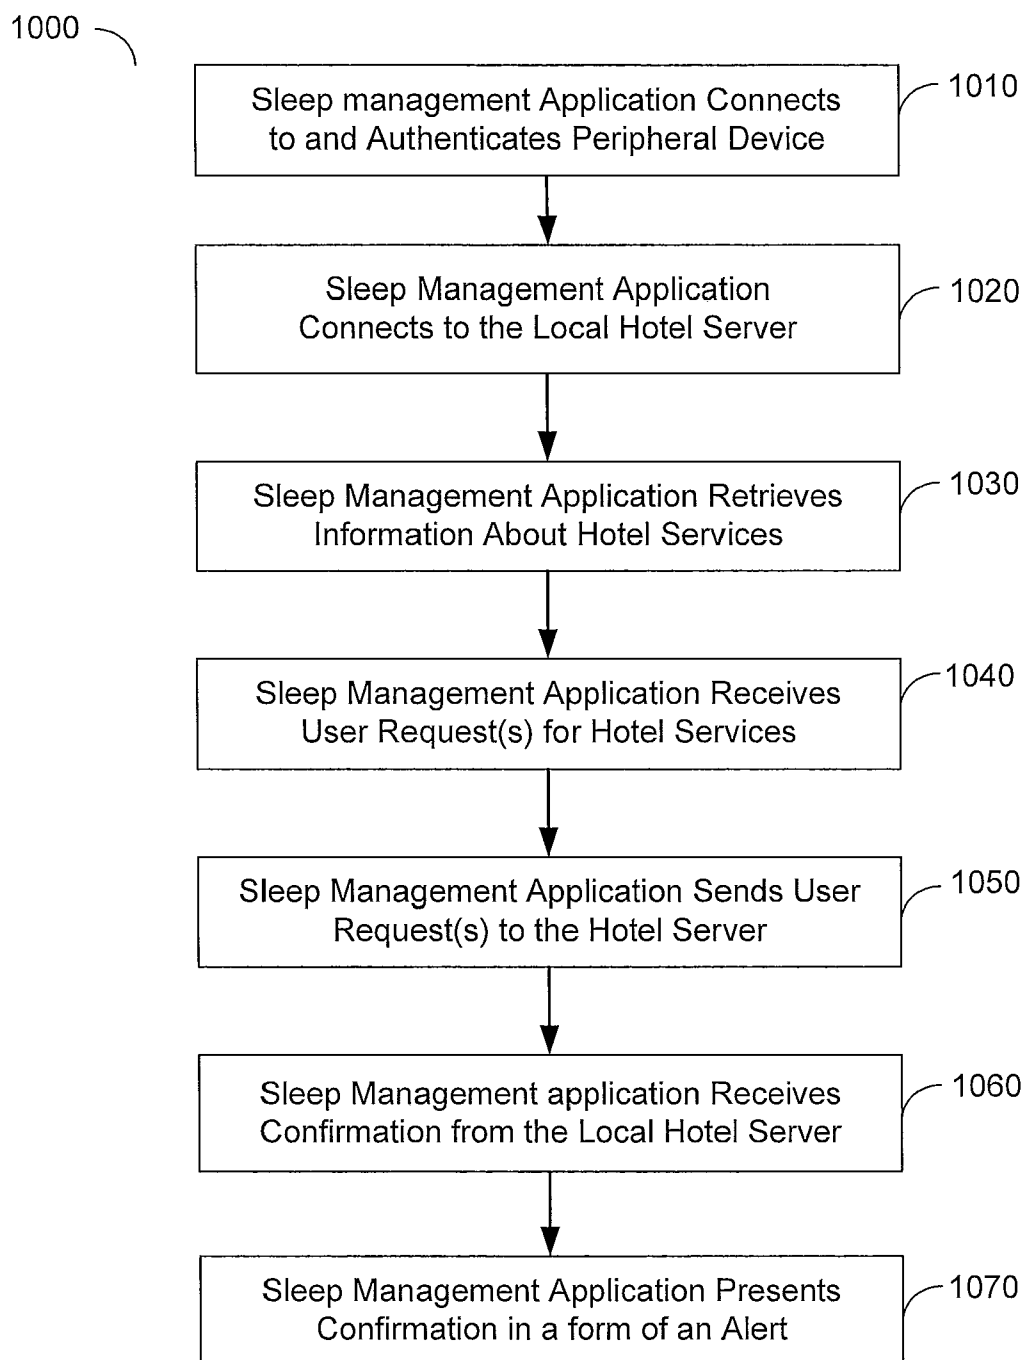 1000
Sleep management Application Connects
to and Authenticates Peripheral Device
1010
Sleep Management Application
Connects to the Local Hotel Server
1020
Sleep Management Application Retrieves
Information About Hotel Services
1030
Sleep Management Application Receives
User Request(s) for Hotel Services
1040
Sleep Management Application Sends User
Request(s) to the Hotel Server
1050
Sleep Management application Receives
Confirmation from the Local Hotel Server
1060
Sleep Management Application Presents
Confirmation in a form of an Alert
1070